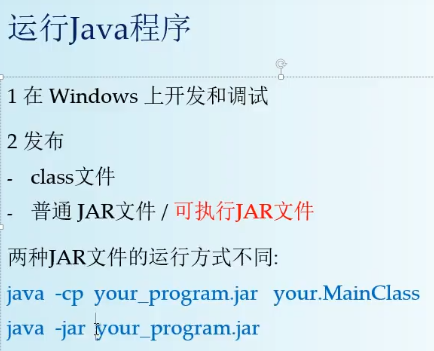 运行Java程序
1 在 Windows 上开发和调试
2 发布
- class文件
- 普通 JAR文件 / 可执行JAR文件
两种JAR文件的运行方式不同:
java -cp your_program.jar your.MainClass
java -jar your_program.jar